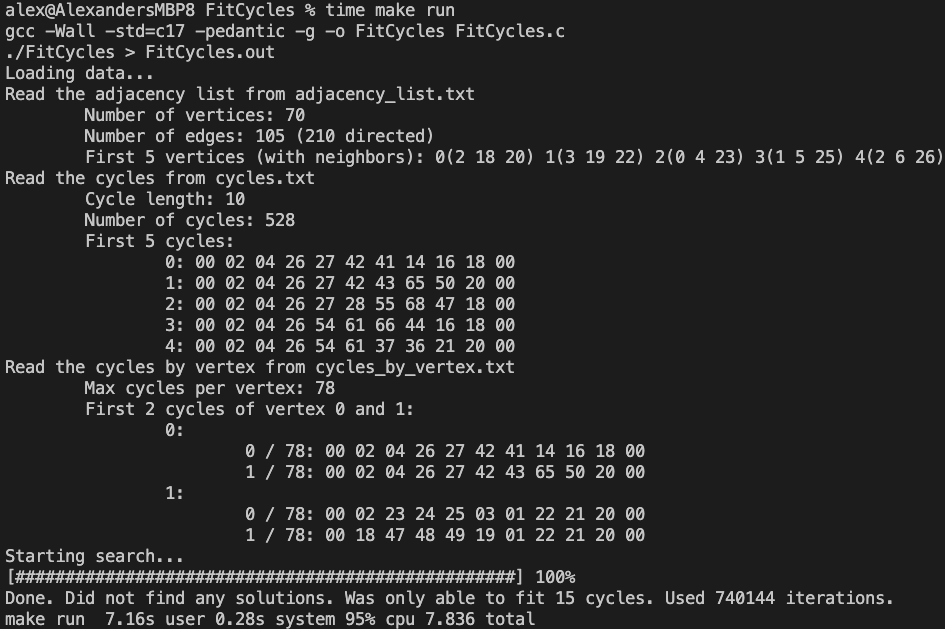 alex@AlexandersMBP8 FitCycles % time make run
gcc -Wall -std=c17 -pedantic -g -o FitCycles FitCycles.c
./FitCycles > FitCycles.out
Loading data...
Read the adjacency list from adjacency_list.txt
Number of vertices: 70
Number of edges: 105 (210 directed)
First 5 vertices (with neighbors): 0(2 18 20) 1(3 19 22) 2(0 4 23) 3(1 5 25) 4(2 6 26)
Read the cycles from cycles.txt
Cycle length: 10
Number of cycles: 528
First 5 cycles:
0: 00 02 04 26 27 42 41 14 16 18 00
1: 00 02 04 26 27 42 43 65 50 20 00
2: 00 02 04 26 27 28 55 68 47 18 00
3: 00 02 04 26 54 61 66 44 16 18 00
4: 00 02 04 26 54 61 37 36 21 20 00
Read the cycles by vertex from cycles_by_vertex.txt
Max cycles per vertex: 78
First 2 cycles of vertex 0 and 1:
0:
0 / 78: 00 02 04 26 27 42 41 14 16 18 00
1 / 78: 00 02 04 26 27 42 43 65 50 20 00
1:
0 / 78: 00 02 23 24 25 03 01 22 21 20 00
1 / 78: 00 18 47 48 49 19 01 22 21 20 00
Starting search...
[##################################################] 100%
Done. Did not find any solutions. Was only able to fit 15 cycles. Used 740144 iterations.
make run  7.16s user 0.28s system 95% cpu 7.836 total